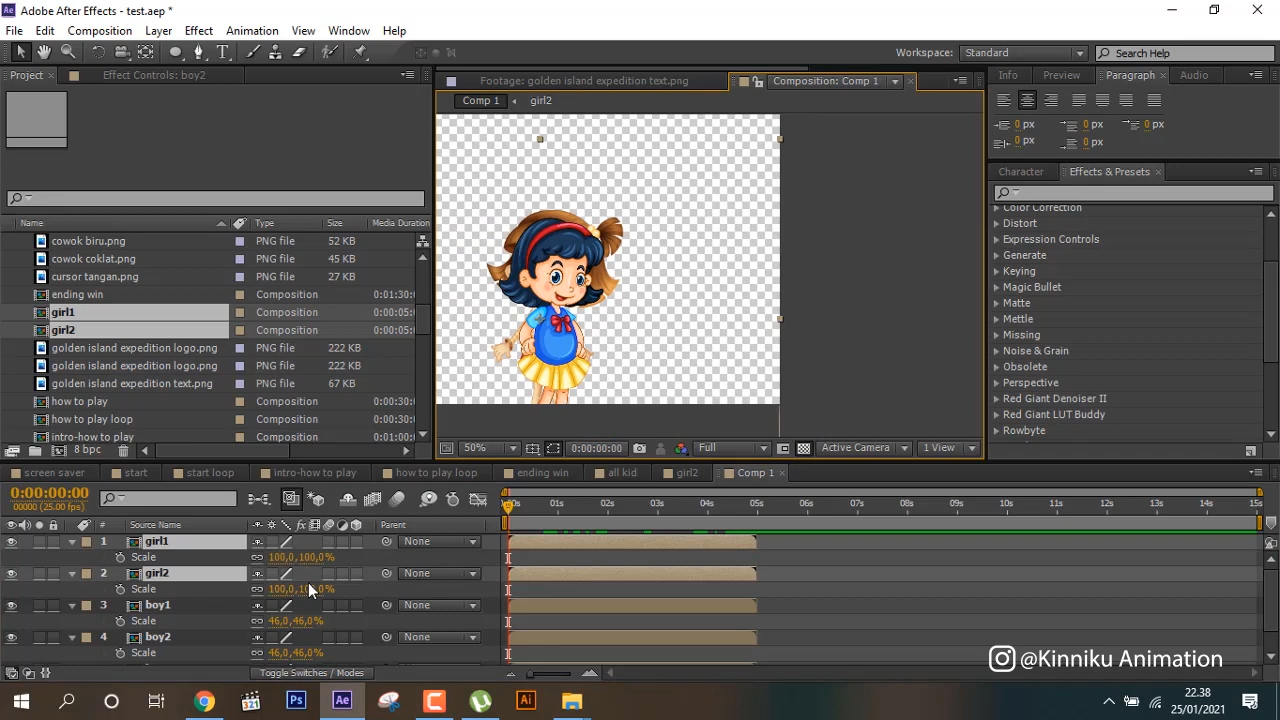 Adobe After Effects - test.aep *
File Edit Composition Layer Effect Animation View Window Help
Workspace: Standard Search Help
Project Effect Controls: boy2
Footage: golden island expedition text.png Composition: Comp 1
Info Preview Paragraph Audio
Comp 1 girl2
0 px 0 px 0 px
0 px 0 px
Character Effects & Presets
Name Type Size Media Duration
cowok biru.png PNG file 52 KB
cowok coklat.png PNG file 45 KB
cursor tangan.png PNG file 27 KB
ending win Composition 0:01:30:
girl1 Composition 0:00:05:
girl2 Composition 0:00:05:
golden island expedition logo.png PNG file 222 KB
golden island expedition logo.png PNG file 222 KB
golden island expedition text.png PNG file 67 KB
how to play Composition 0:00:30:
how to play loop Composition 0:00:30:
intro-how to play Composition 0:01:00:
8 bpc
Color Correction
Distort
Expression Controls
Generate
Keying
Magic Bullet
Matte
Mettle
Missing
Noise & Grain
Obsolete
Perspective
Red Giant Denoiser II
Red Giant LUT Buddy
Rowbyte
50% 0:00:00:00 Full Active Camera 1 View
screen saver start start loop intro-how to play how to play loop ending win all kid girl2 Comp 1
0:00:00:00
00000 (25.00 fps)
01s 02s 03s 04s 05s 06s 07s 08s 09s 10s 11s 12s 13s 14s 15s
# Source Name fx Parent
1 girl1 None
Scale 100,0,100,0%
2 girl2 None
Scale 100,0,100,0%
3 boy1 None
Scale 46,0,46,0%
4 boy2 None
Scale 46,0,46,0%
Toggle Switches / Modes
@Kinniku Animation
321 Ps Ae Ai
22.38
25/01/2021